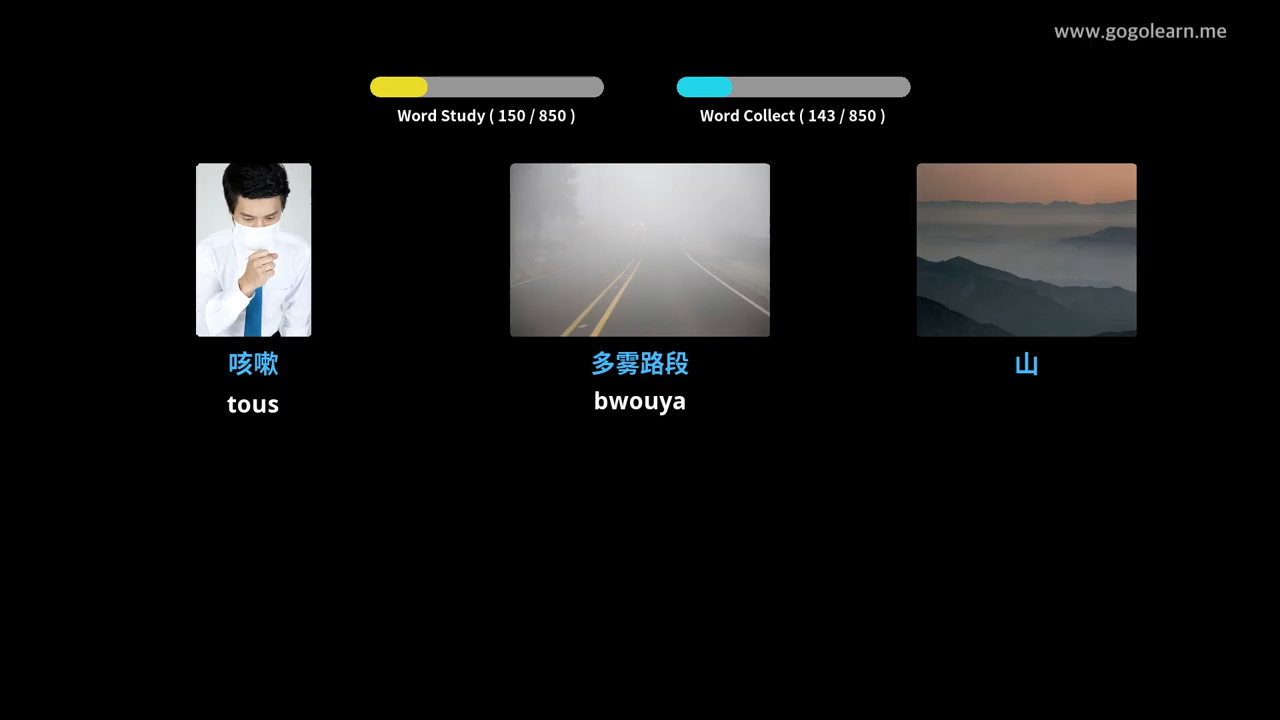 www.gogolearn.me
Word Study ( 150 / 850 )
Word Collect ( 143 / 850 )
咳嗽
多雾路段
山
tous
bwouya